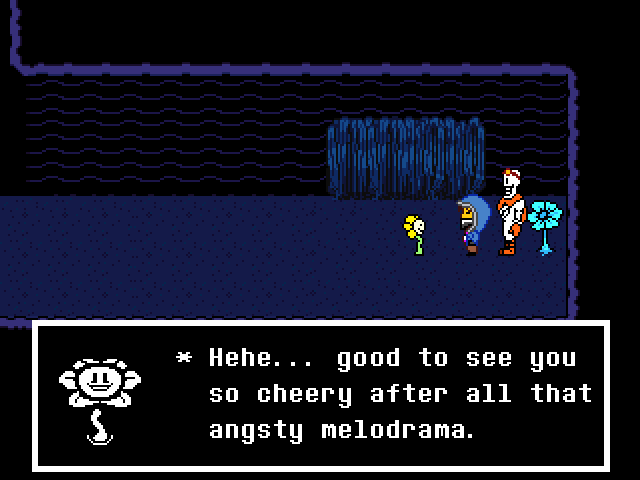 * Hehe... good to see you
so cheery after all that
angsty melodrama.